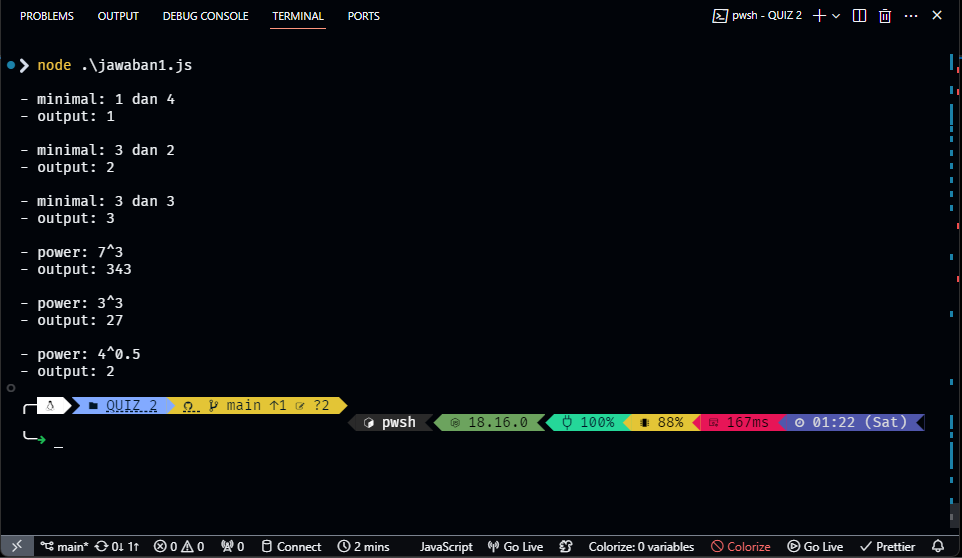 PROBLEMS OUTPUT DEBUG CONSOLE TERMINAL PORTS pwsh - QUIZ 2
node .\jawaban1.js
- minimal: 1 dan 4
- output: 1
- minimal: 3 dan 2
- output: 2
- minimal: 3 dan 3
- output: 3
- power: 7^3
- output: 343
- power: 3^3
- output: 27
- power: 4^0.5
- output: 2
QUIZ 2 main ↑1 ?2
pwsh 18.16.0 100% 88% 167ms 01:22 (Sat)
main* 0↓ 1↑ 0 0 0 Connect 2 mins JavaScript Go Live Colorize: 0 variables Colorize Go Live Prettier